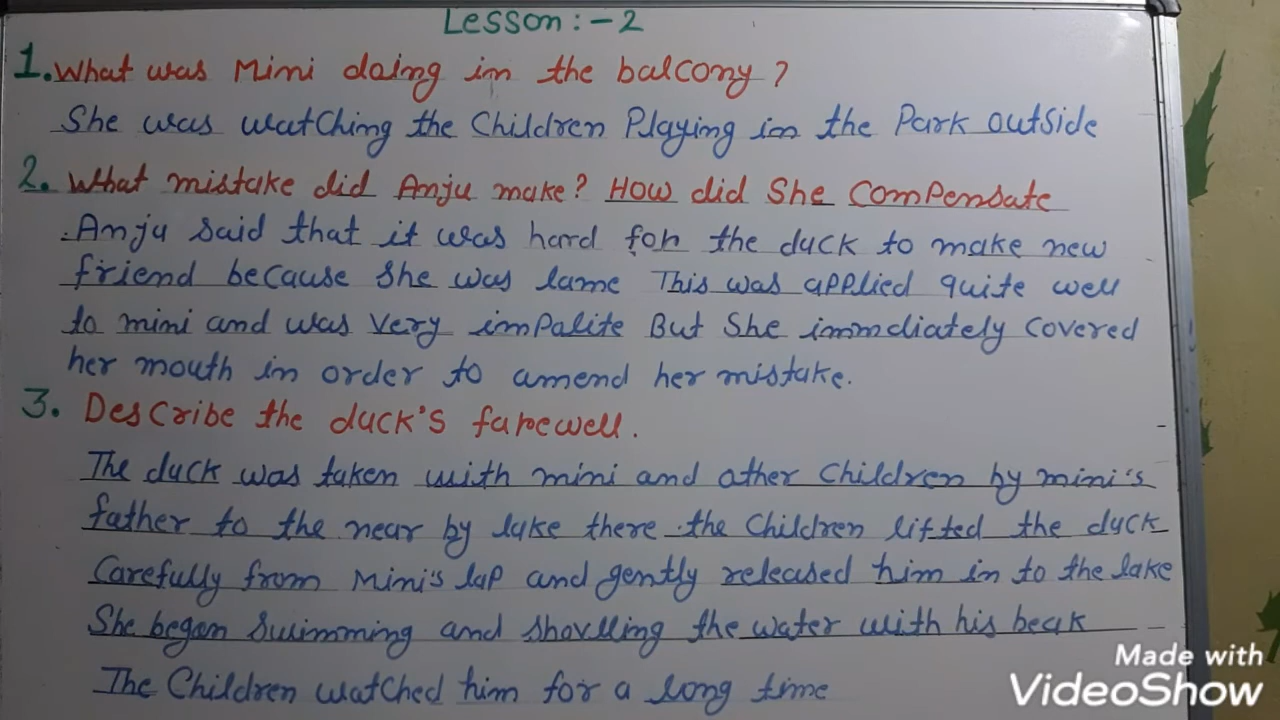 Lesson :- 2
1. What was Mini doing in the balcony ?
She was watching the Children Playing in the Park outside
2. What mistake did Anju make? How did She Compensate
Anju said that it was hard for the duck to make new
friend because She was lame This was applied quite well
to mini and was very impalite But She immdiately covered
her mouth in order to amend her mistake.
3. Describe the duck's farewell.
The duck was taken with mini and other Children by mini's
father to the near by lake there the Children lifted the duck
Carefully from Mini's lap and gently released him in to the lake
She began Swimming and shovlling the water with his beak
The Children watched him for a long time
Made with
VideoShow